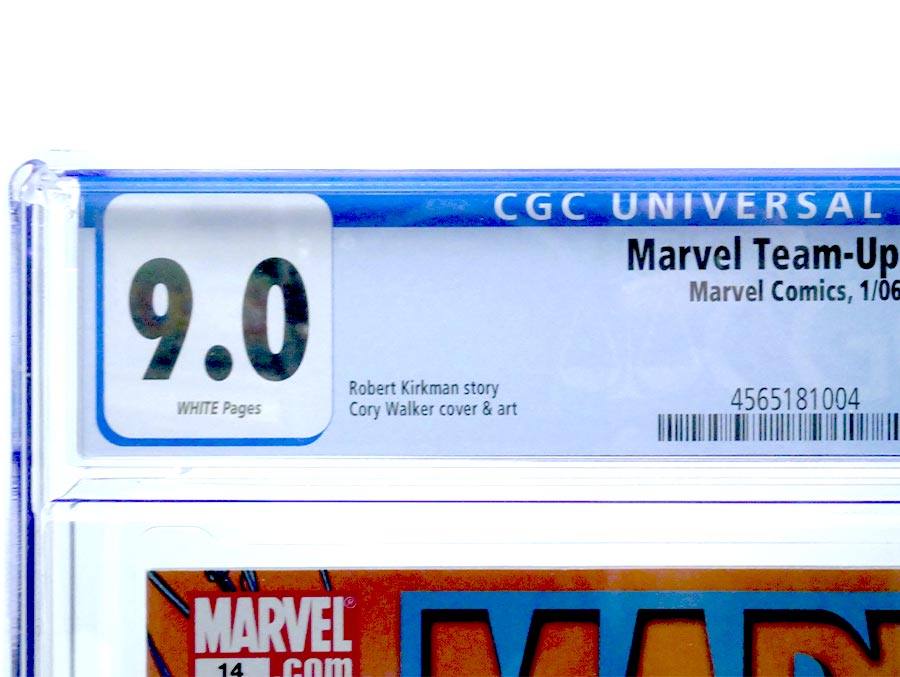 CGC UNIVERSAL
9.0
WHITE Pages
Marvel Team-Up
Marvel Comics, 1/06
Robert Kirkman story
Cory Walker cover & art
4565181004
MARVEL®
14
.com
MAR